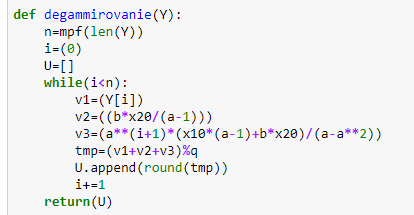 def degammirovanie(Y):
    n=mpf(len(Y))
    i=(0)
    U=[]
    while(i<n):
        v1=(Y[i])
        v2=((b*x20/(a-1)))
        v3=(a**(i+1)*(x10*(a-1)+b*x20)/(a-a**2))
        tmp=(v1+v2+v3)%q
        U.append(round(tmp))
        i+=1
    return(U)